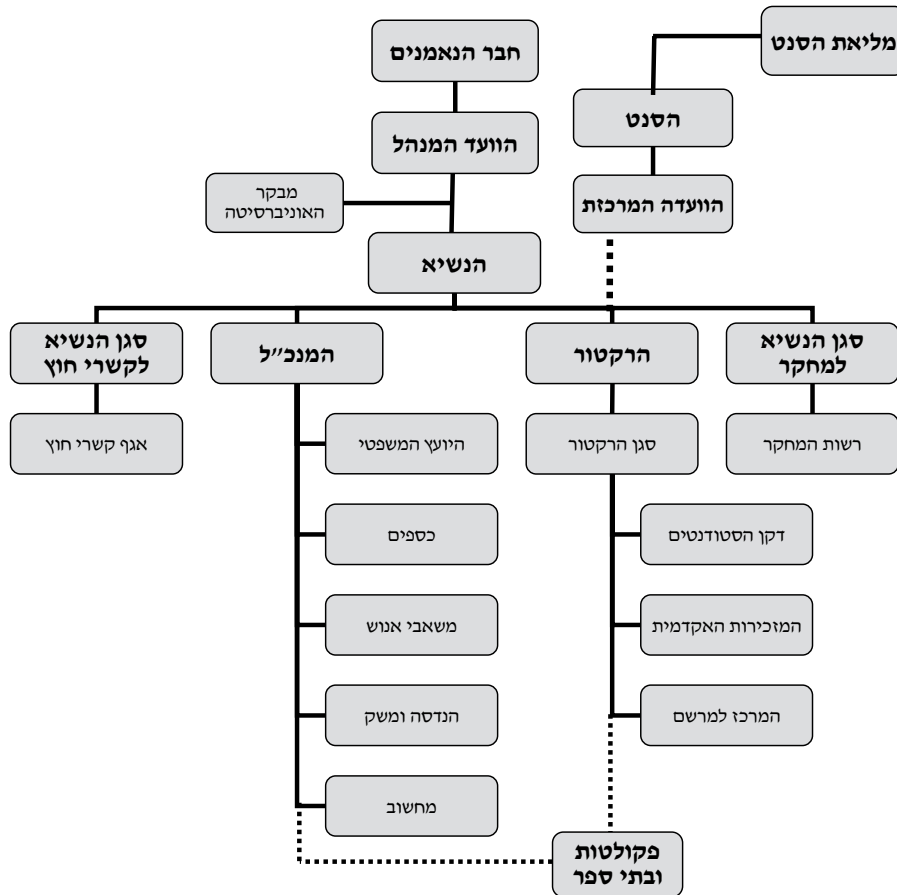 מליאת הסנט
חבר הנאמנים
הסנט
הוועד המנהל
הוועדה המרכזת
מבקר
האוניברסיטה
הנשיא
סגן הנשיא
למחקר
הרקטור
המנכ״ל
סגן הנשיא
לקשרי חוץ
רשות המחקר
סגן הרקטור
היועץ המשפטי
אגף קשרי חוץ
דקן הסטודנטים
כספים
המזכירות האקדמית
משאבי אנוש
המרכז למרשם
הנדסה ומשק
מחשוב
פקולטות
ובתי ספר